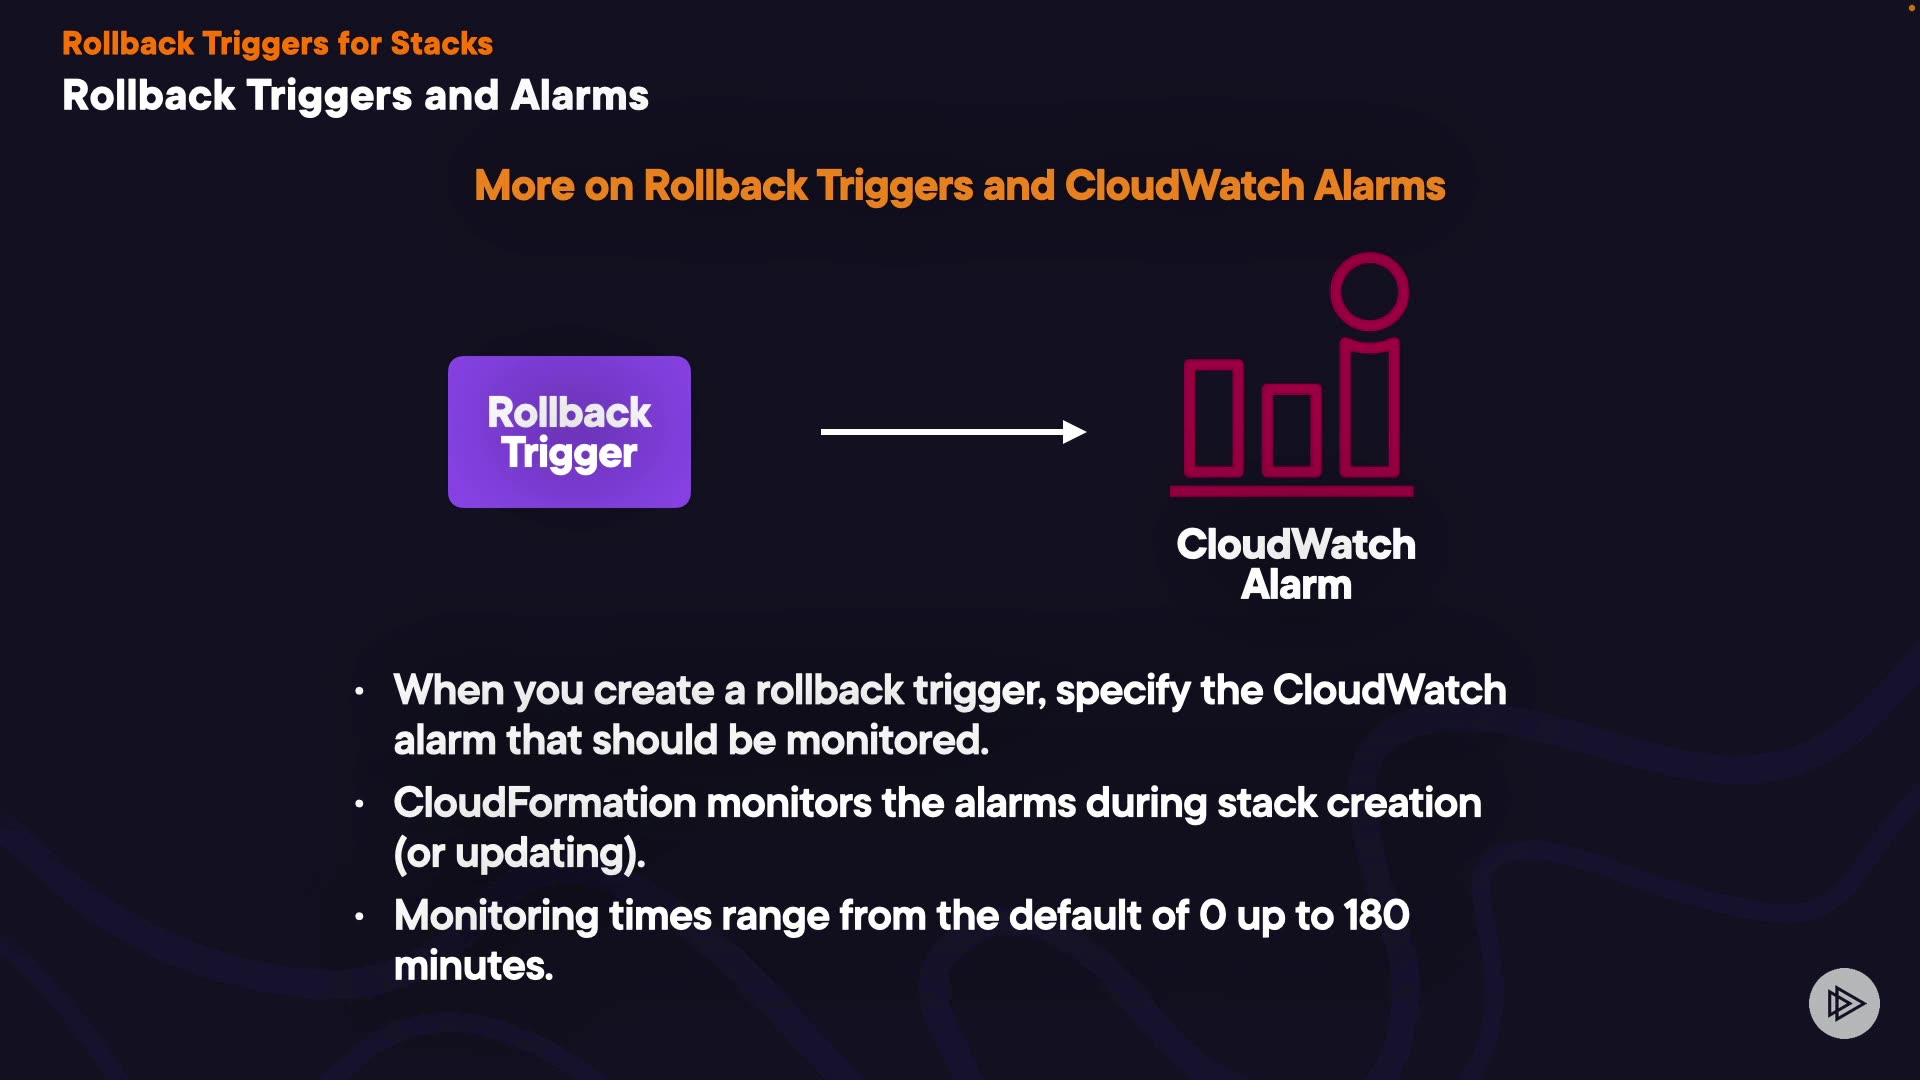 Rollback Triggers for Stacks
Rollback Triggers and Alarms
More on Rollback Triggers and CloudWatch Alarms
Rollback
Trigger
CloudWatch
Alarm
• When you create a rollback trigger, specify the CloudWatch
alarm that should be monitored.
• CloudFormation monitors the alarms during stack creation
(or updating).
• Monitoring times range from the default of 0 up to 180
minutes.